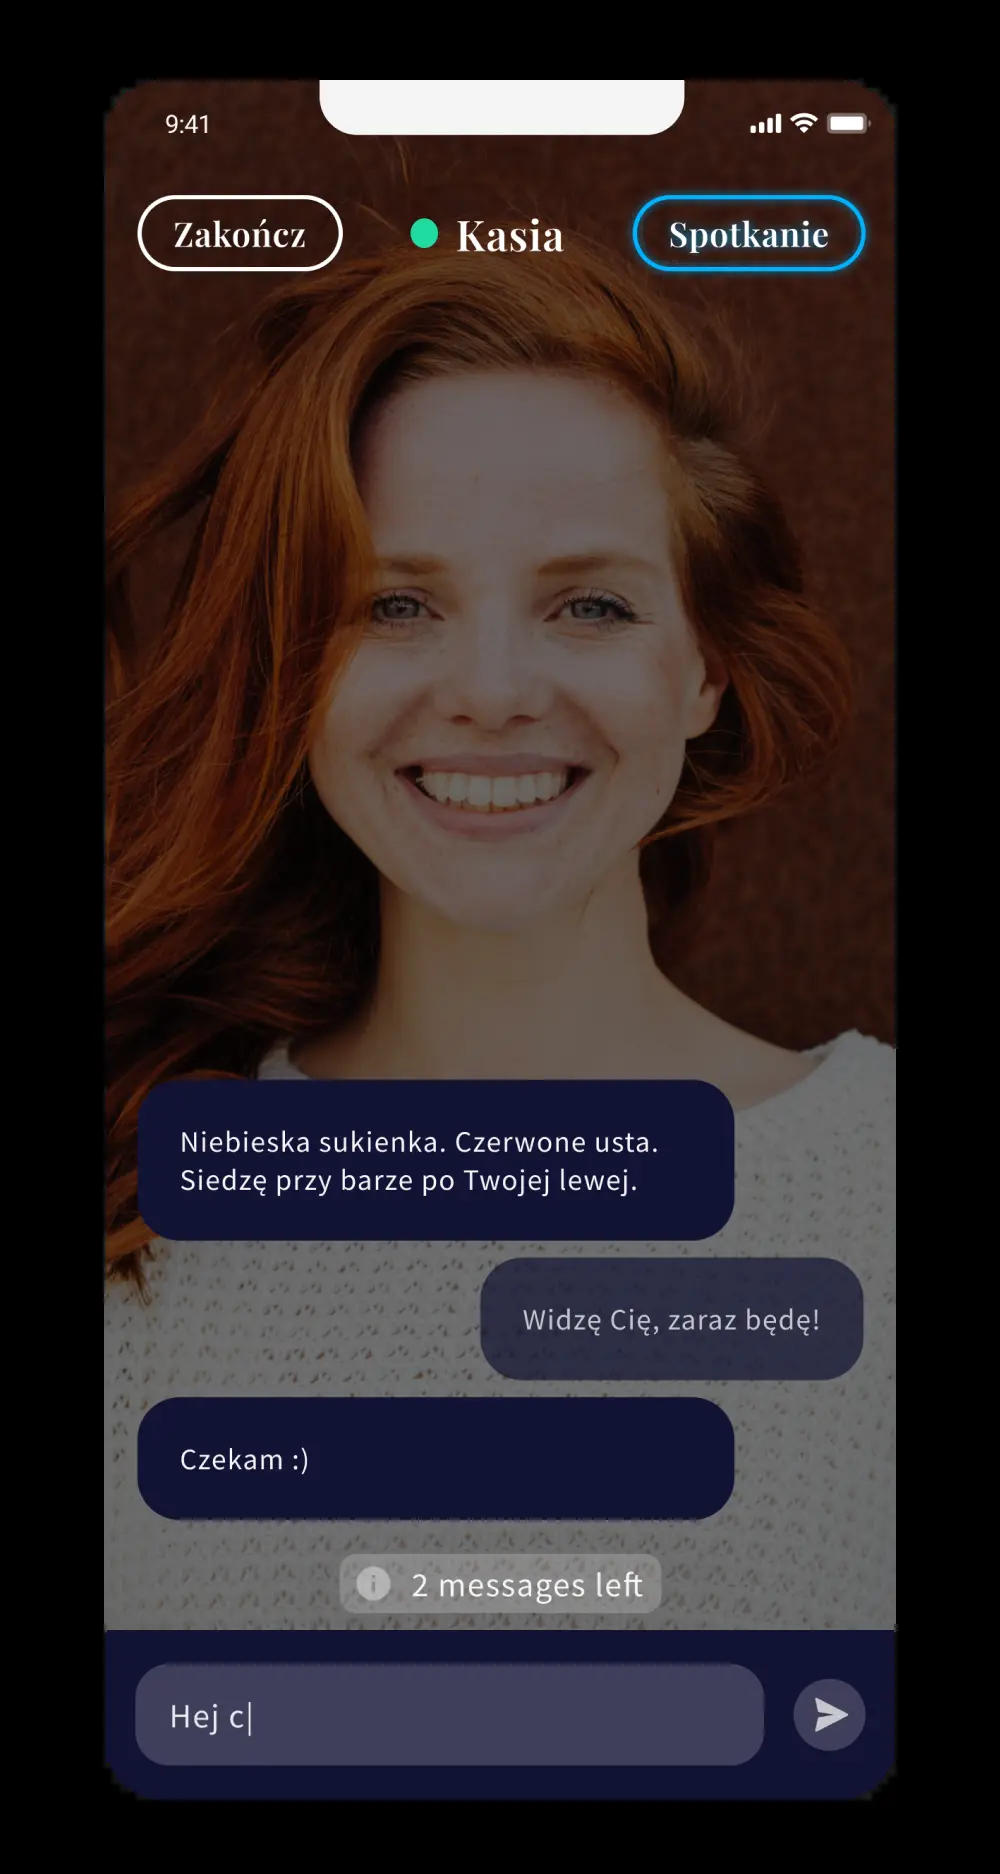 9:41
Zakończ
Kasia
Spotkanie
Niebieska sukienka. Czerwone usta.
Siedzę przy barze po Twojej lewej.
Widzę Cię, zaraz będę!
Czekam :)
2 messages left
Hej c